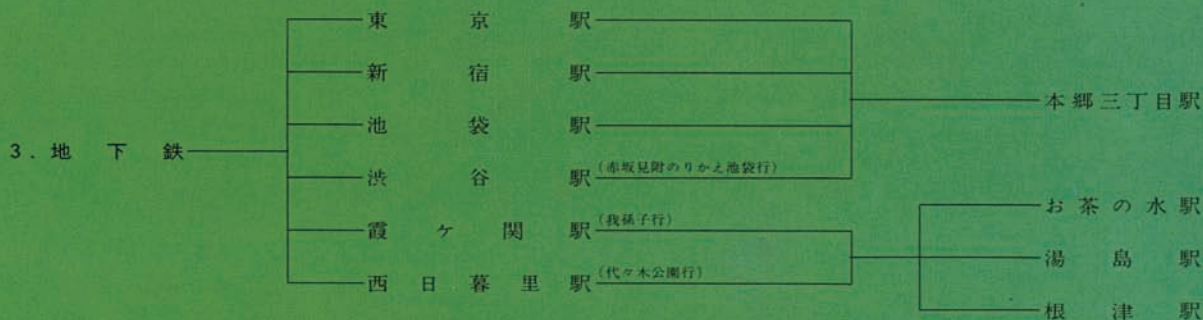 3. 地下鉄
東京駅
新宿駅
池袋駅
渋谷駅 (赤坂見附のりかえ池袋行)
霞ケ関駅 (我孫子行)
西日暮里駅 (代々木公園行)
本郷三丁目駅
お茶の水駅
湯島駅
根津駅